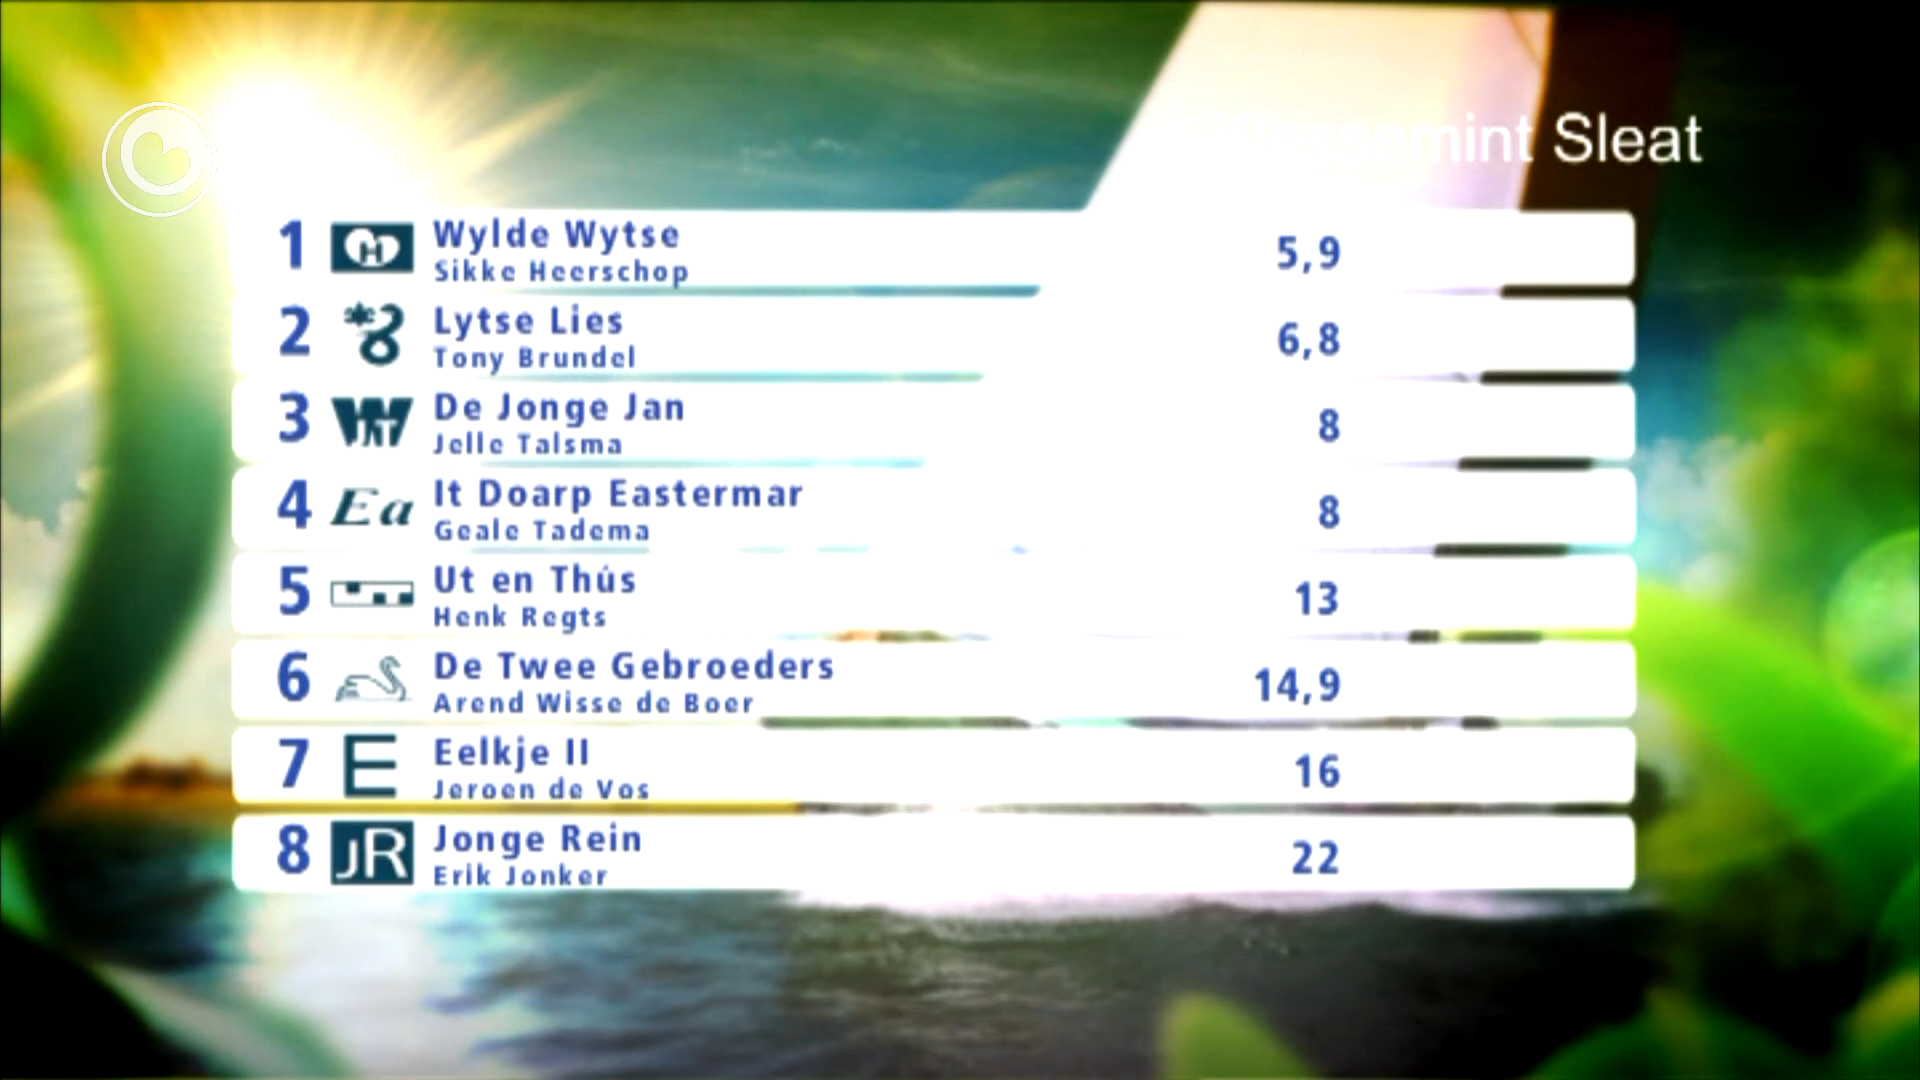 Sleat
1 H Wylde Wytse 5,9
Sikke Heerschop
2 Lytse Lies 6,8
Tony Brundel
3 De Jonge Jan 8
Jelle Talsma
4 Ea It Doarp Eastermar 8
Geale Tadema
5 Ut en Thús 13
Henk Regts
6 De Twee Gebroeders 14,9
Arend Wisse de Boer
7 E Eelkje II 16
Jeroen de Vos
8 JR Jonge Rein 22
Erik Jonker